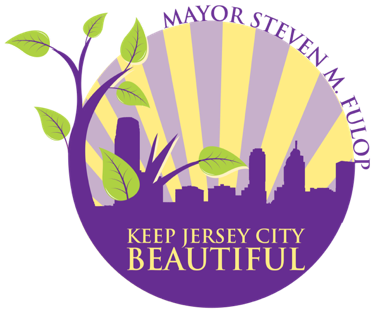 MAYOR STEVEN M. FULOP
KEEP JERSEY CITY
BEAUTIFUL